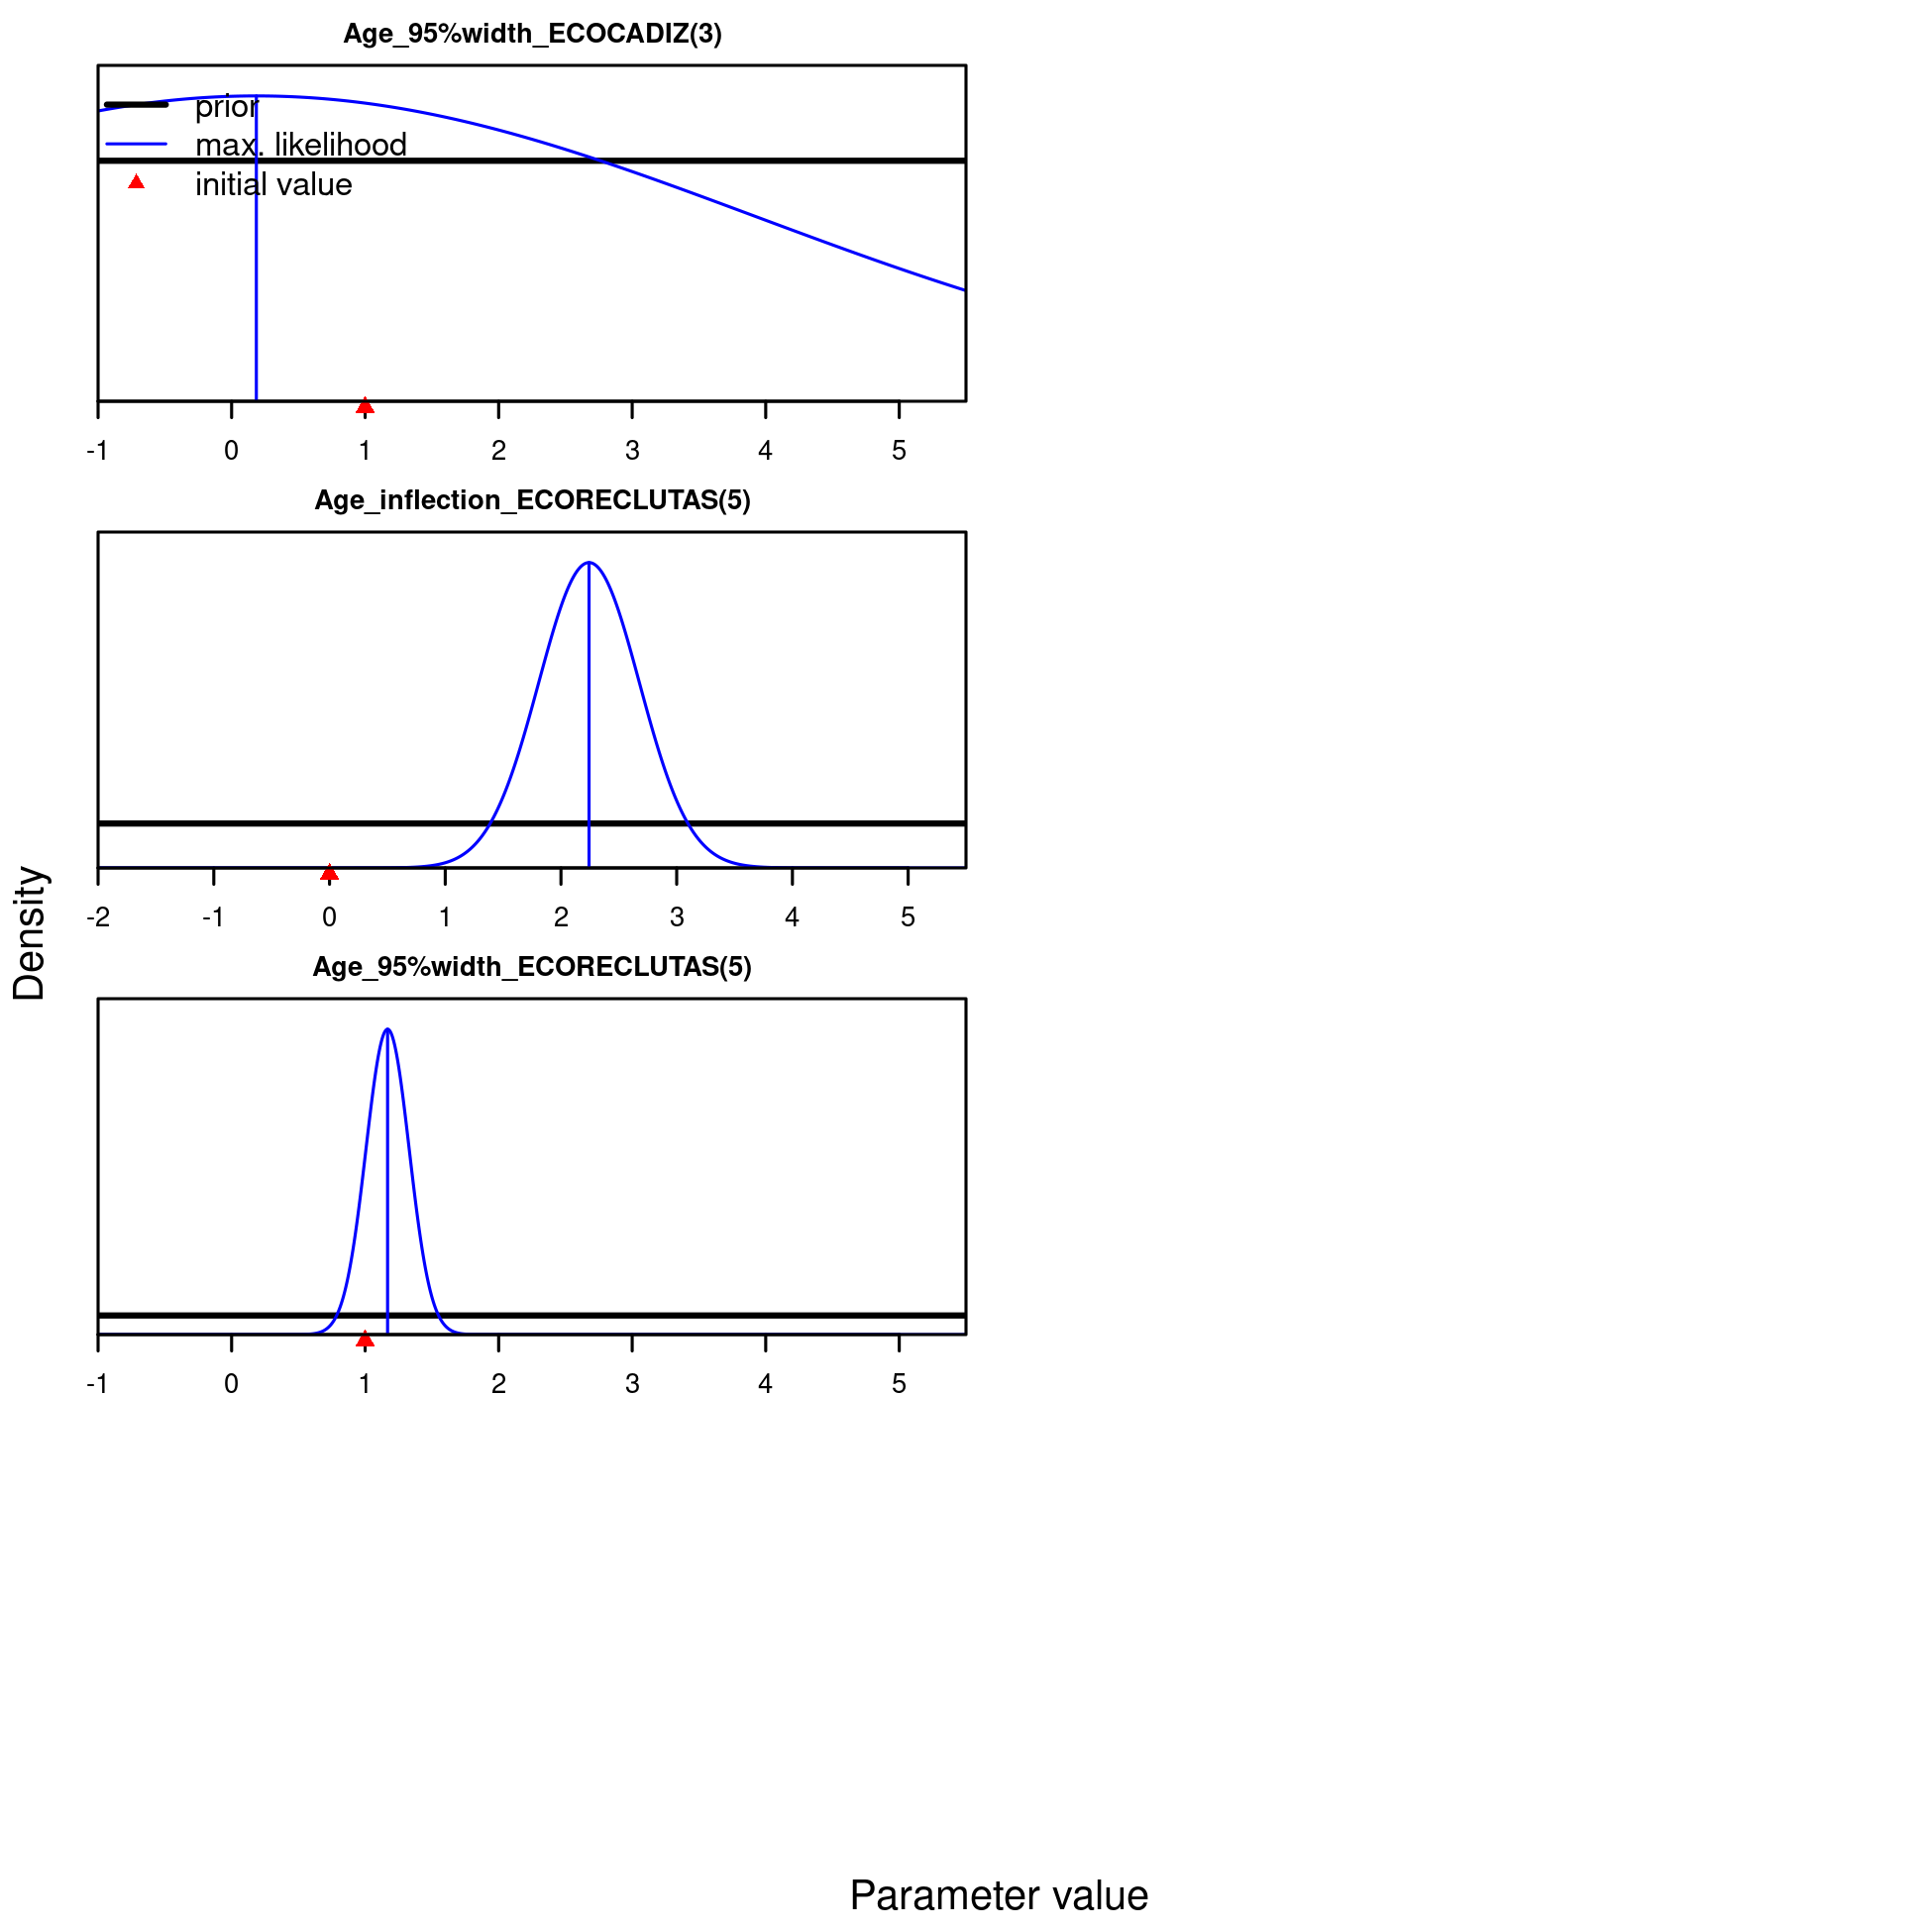 Age_95%width_ECOCADIZ(3)
prior
max. likelihood
initial value
-1 0 1 2 3 4 5
Age_inflection_ECORECLUTAS(5)
-2 -1 0 1 2 3 4 5
Density
Age_95%width_ECORECLUTAS(5)
-1 0 1 2 3 4 5
Parameter value